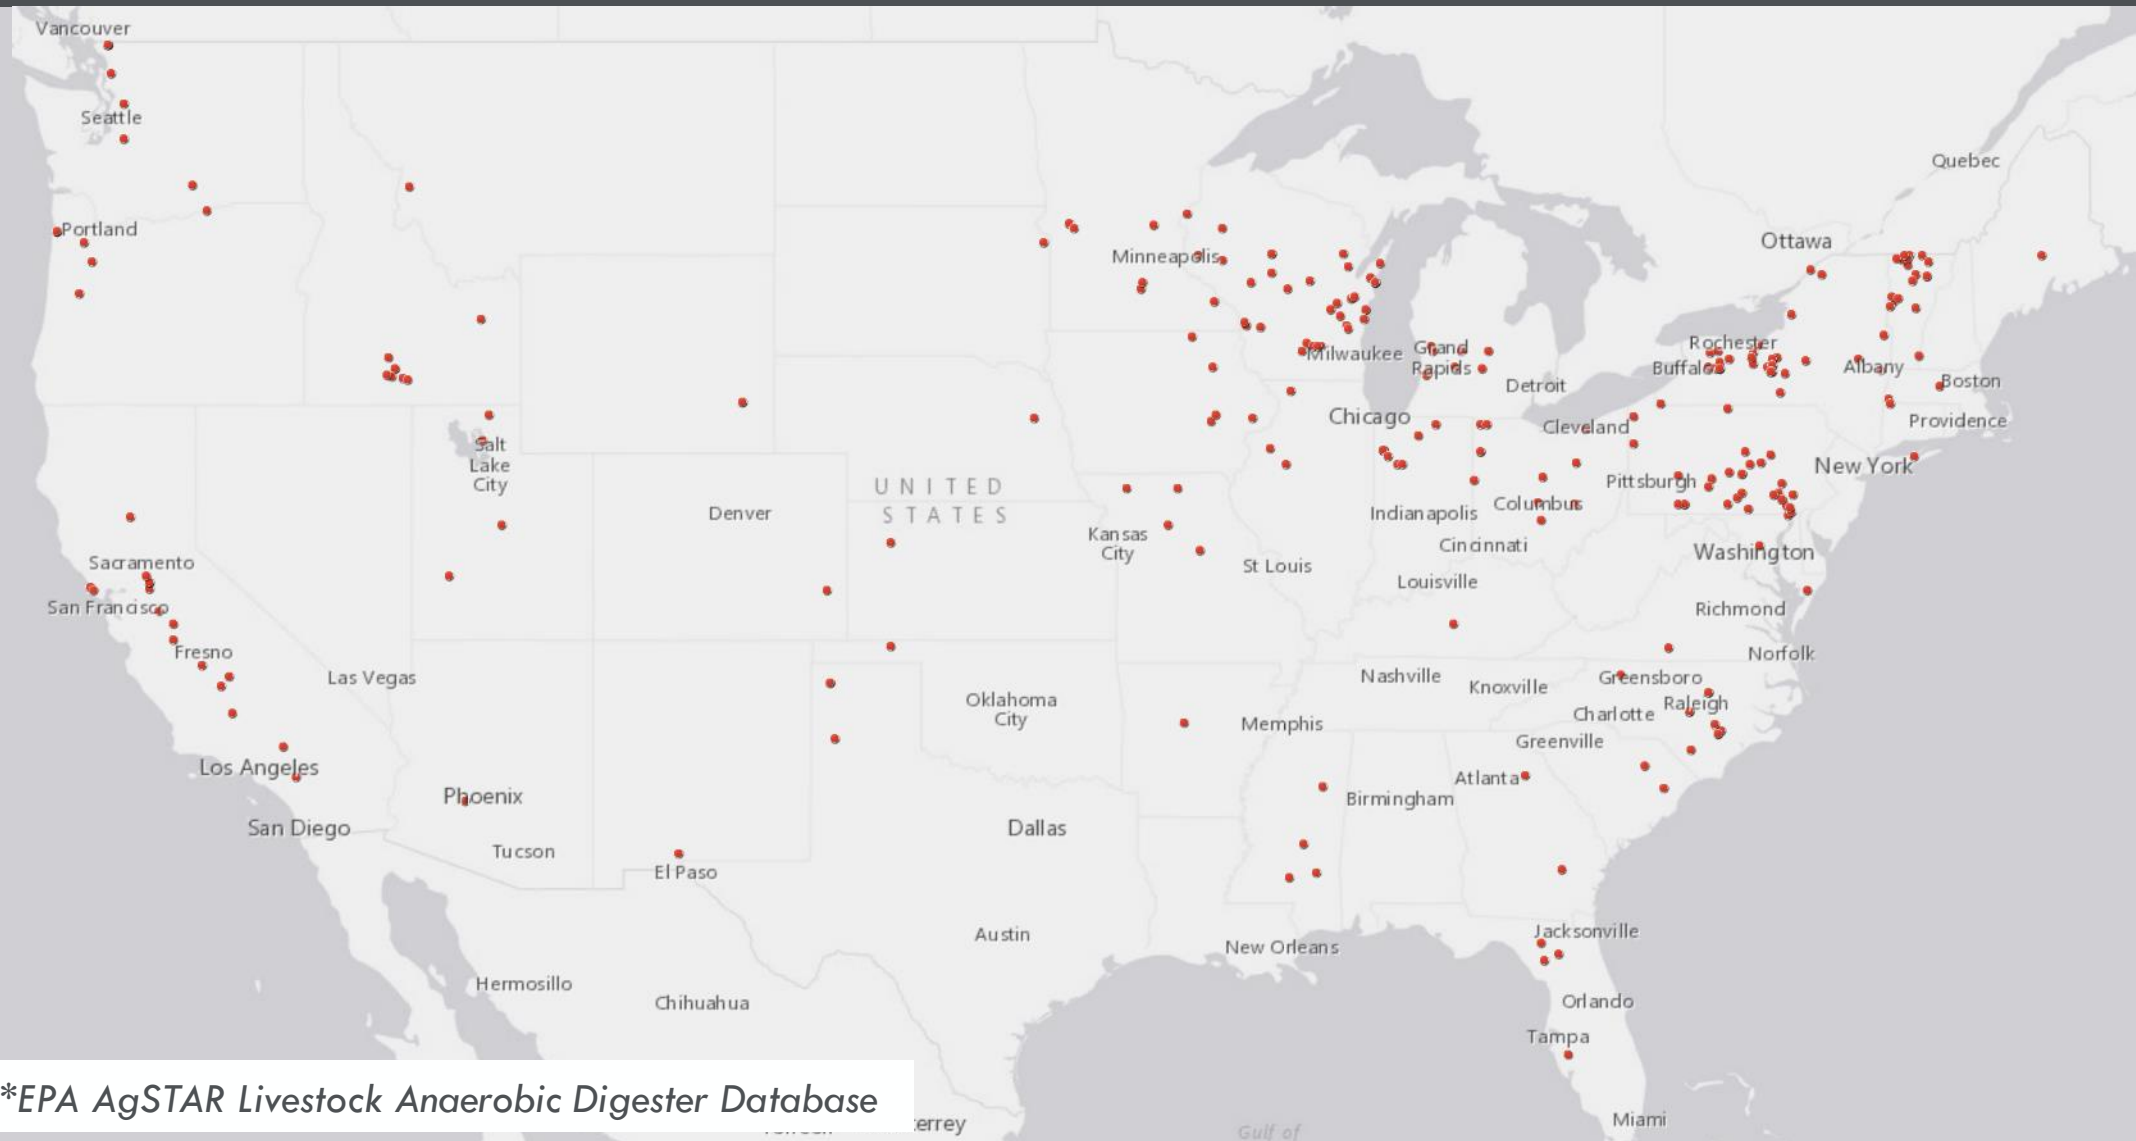 Vancouver
Seattle
Quebec
Portland
Ottawa
Minneapolis
Rochester
Milwaukee
Grand
Rapids
Buffalo
Albany
Detroit
Boston
Chicago
Cleveland
Providence
Salt
Lake
City
New York
UNITED
STATES
Pittsburgh
Denver
Indianapolis
Columbus
Kansas
City
Cincinnati
Washington
Sacramento
St Louis
Louisville
San Francisco
Richmond
Fresno
Norfolk
Las Vegas
Nashville
Knoxville
Greensboro
Oklahoma
City
Raleigh
Charlotte
Memphis
Greenville
Los Angeles
Atlanta
Phoenix
Birmingham
San Diego
Dallas
Tucson
El Paso
Austin
Jacksonville
New Orleans
Hermosillo
Chihuahua
Orlando
Tampa
*EPA AgSTAR Livestock Anaerobic Digester Database
Miami
terrey
Gulf of